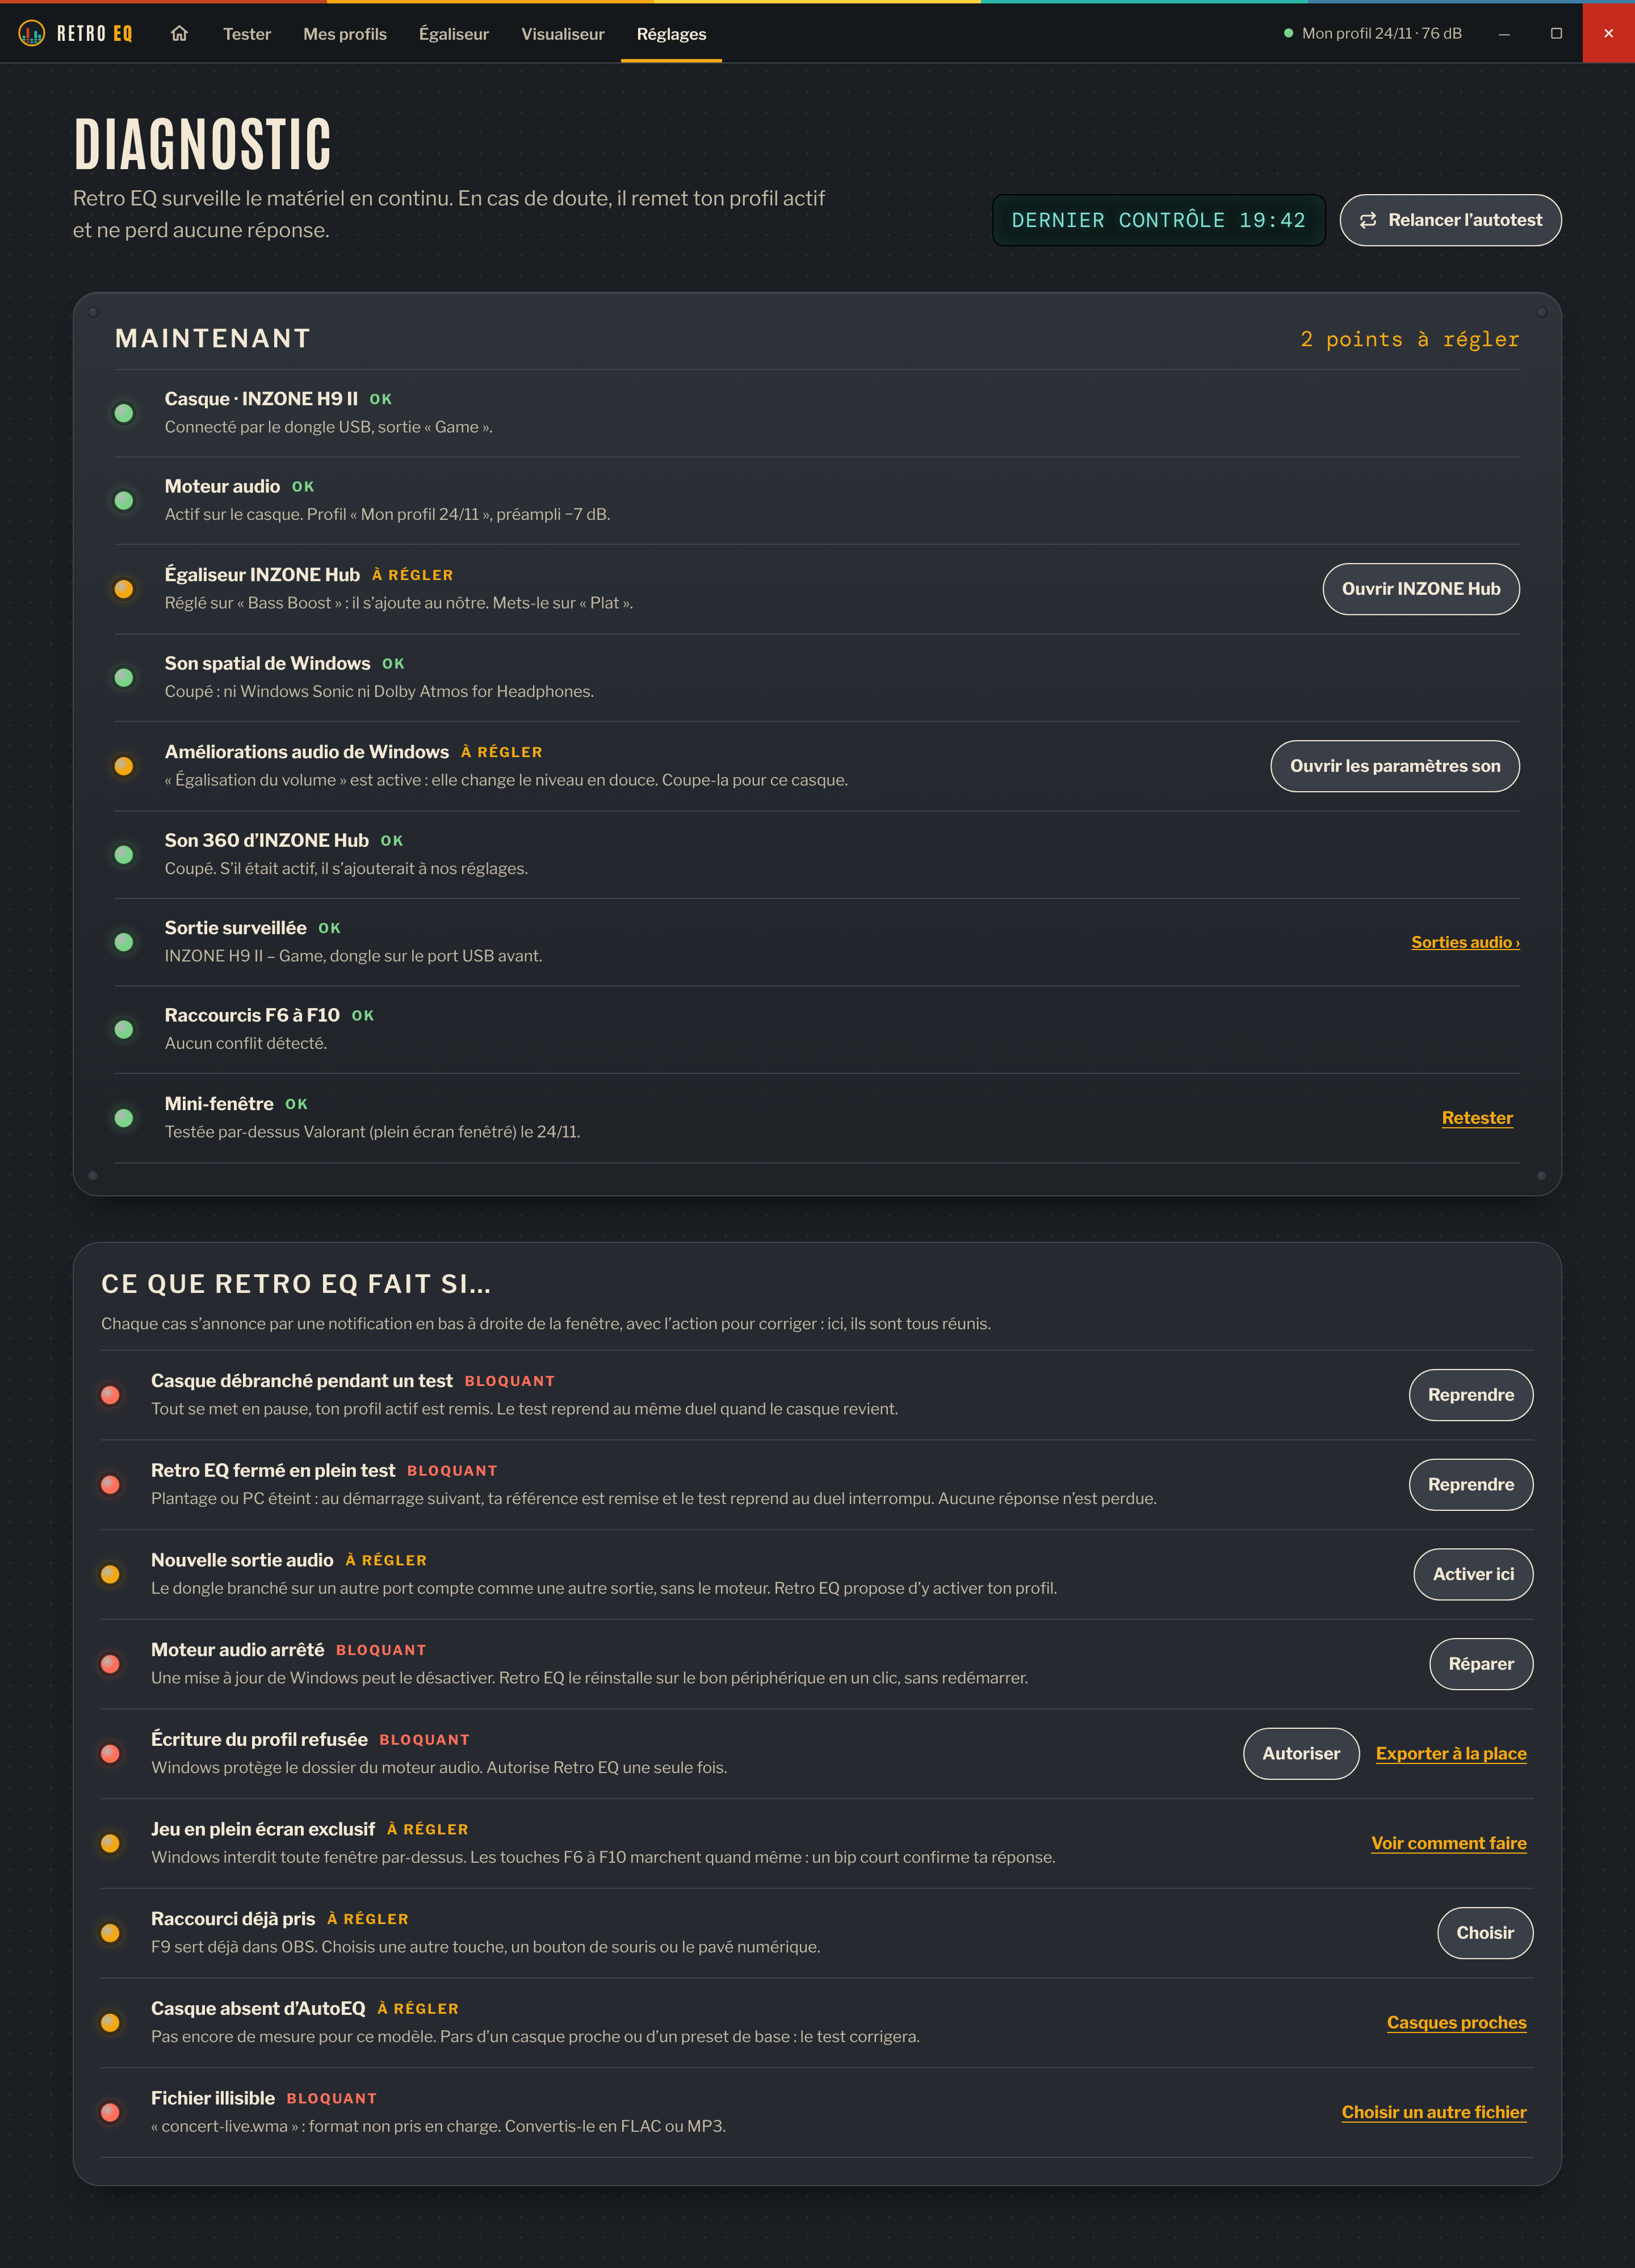 RETRO EQ
Tester
Mes profils
Égaliseur
Visualiseur
Réglages
Mon profil 24/11 · 76 dB
DIAGNOSTIC
Retro EQ surveille le matériel en continu. En cas de doute, il remet ton profil actif
et ne perd aucune réponse.
DERNIER CONTRÔLE 19:42
Relancer l’autotest
MAINTENANT
2 points à régler
Casque · INZONE H9 II OK
Connecté par le dongle USB, sortie « Game ».
Moteur audio OK
Actif sur le casque. Profil « Mon profil 24/11 », préampli −7 dB.
Égaliseur INZONE Hub À RÉGLER
Réglé sur « Bass Boost » : il s’ajoute au nôtre. Mets-le sur « Plat ».
Ouvrir INZONE Hub
Son spatial de Windows OK
Coupé : ni Windows Sonic ni Dolby Atmos for Headphones.
Améliorations audio de Windows À RÉGLER
« Égalisation du volume » est active : elle change le niveau en douce. Coupe-la pour ce casque.
Ouvrir les paramètres son
Son 360 d’INZONE Hub OK
Coupé. S’il était actif, il s’ajouterait à nos réglages.
Sortie surveillée OK
INZONE H9 II – Game, dongle sur le port USB avant.
Sorties audio ›
Raccourcis F6 à F10 OK
Aucun conflit détecté.
Mini-fenêtre OK
Testée par-dessus Valorant (plein écran fenêtré) le 24/11.
Retester
CE QUE RETRO EQ FAIT SI…
Chaque cas s’annonce par une notification en bas à droite de la fenêtre, avec l’action pour corriger : ici, ils sont tous réunis.
Casque débranché pendant un test BLOQUANT
Tout se met en pause, ton profil actif est remis. Le test reprend au même duel quand le casque revient.
Reprendre
Retro EQ fermé en plein test BLOQUANT
Plantage ou PC éteint : au démarrage suivant, ta référence est remise et le test reprend au duel interrompu. Aucune réponse n’est perdue.
Reprendre
Nouvelle sortie audio À RÉGLER
Le dongle branché sur un autre port compte comme une autre sortie, sans le moteur. Retro EQ propose d’y activer ton profil.
Activer ici
Moteur audio arrêté BLOQUANT
Une mise à jour de Windows peut le désactiver. Retro EQ le réinstalle sur le bon périphérique en un clic, sans redémarrer.
Réparer
Écriture du profil refusée BLOQUANT
Windows protège le dossier du moteur audio. Autorise Retro EQ une seule fois.
Autoriser
Exporter à la place
Jeu en plein écran exclusif À RÉGLER
Windows interdit toute fenêtre par-dessus. Les touches F6 à F10 marchent quand même : un bip court confirme ta réponse.
Voir comment faire
Raccourci déjà pris À RÉGLER
F9 sert déjà dans OBS. Choisis une autre touche, un bouton de souris ou le pavé numérique.
Choisir
Casque absent d’AutoEQ À RÉGLER
Pas encore de mesure pour ce modèle. Pars d’un casque proche ou d’un preset de base : le test corrigera.
Casques proches
Fichier illisible BLOQUANT
« concert-live.wma » : format non pris en charge. Convertis-le en FLAC ou MP3.
Choisir un autre fichier